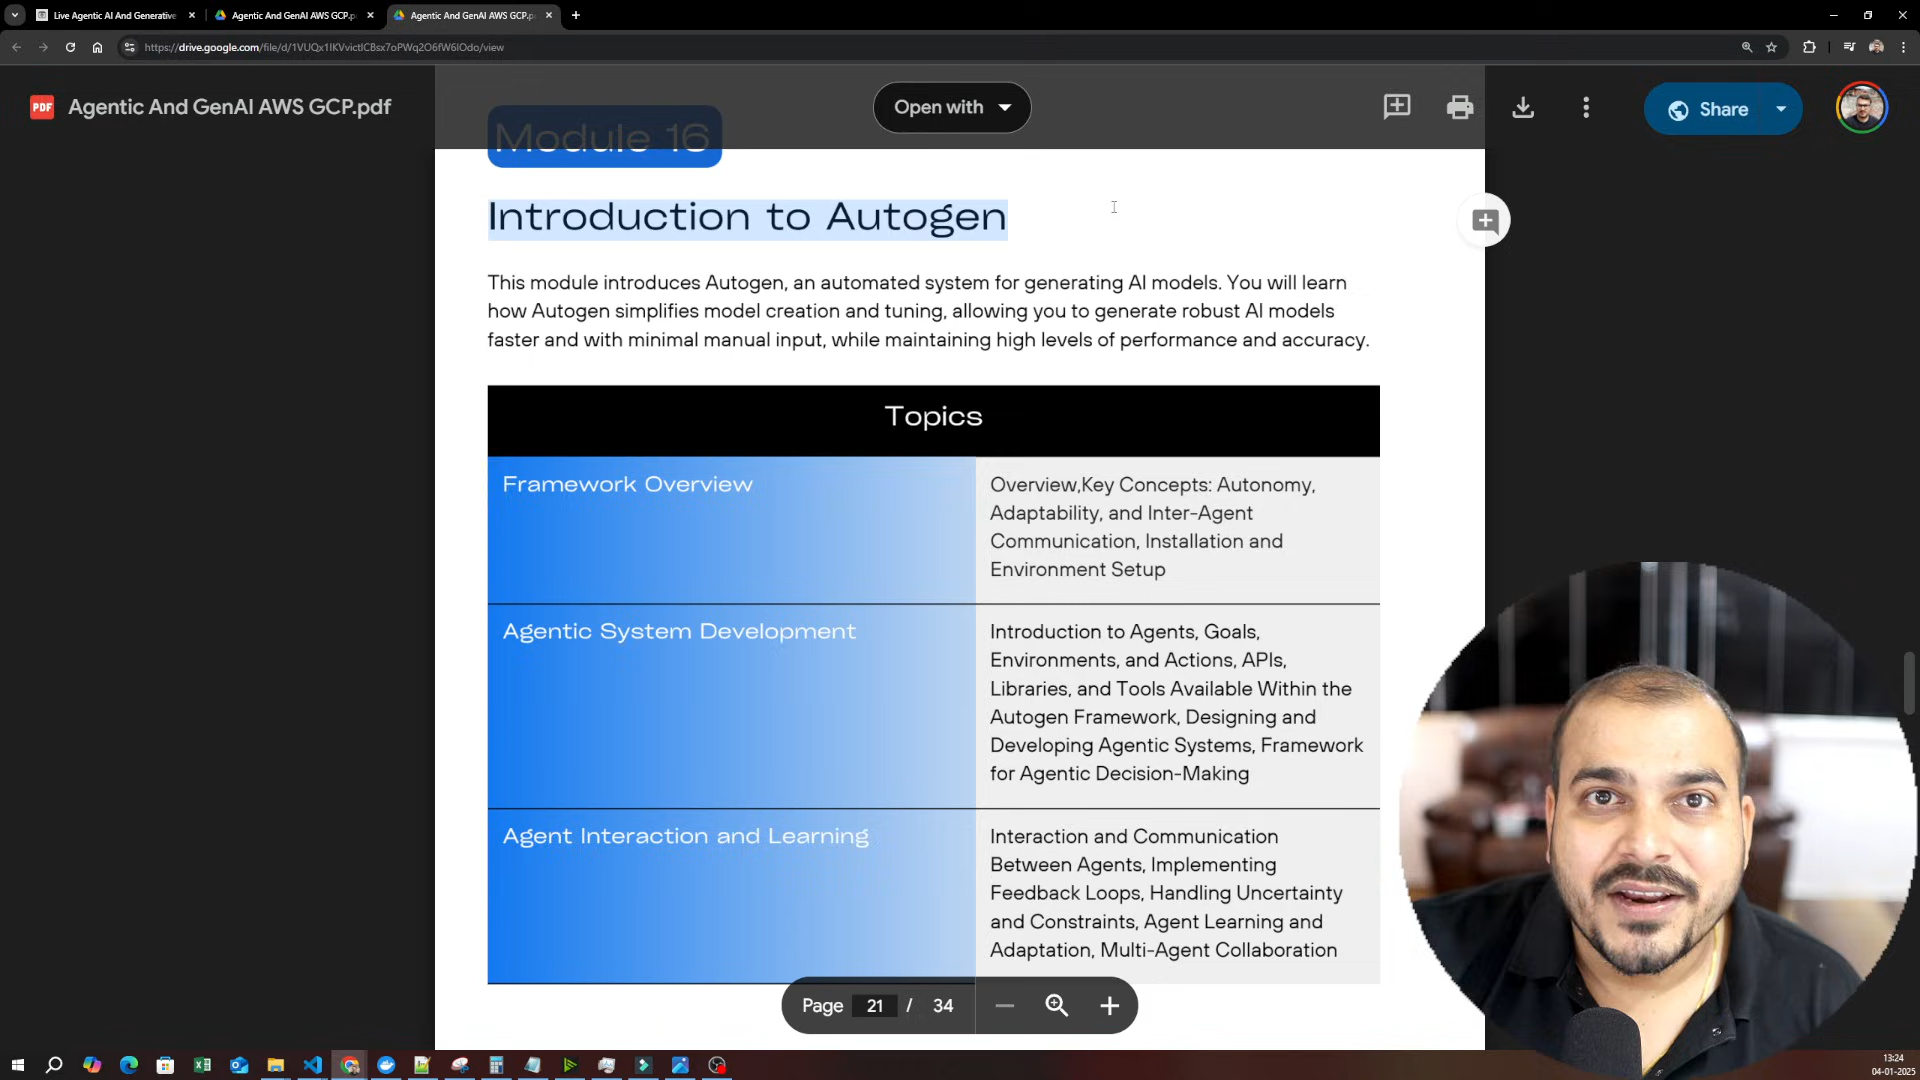 Live Agentic AI And Generative
Agentic And GenAI AWS GCP.p
Agentic And GenAI AWS GCP.p
https://drive.google.com/file/d/1VUQx1IKVvictICBsx7oPWq2O6fW6IOdo/view
PDF
Agentic And GenAI AWS GCP.pdf
Open with
Share
Module 16
Introduction to Autogen
This module introduces Autogen, an automated system for generating AI models. You will learn
how Autogen simplifies model creation and tuning, allowing you to generate robust AI models
faster and with minimal manual input, while maintaining high levels of performance and accuracy.
Topics
Framework Overview
Overview,Key Concepts: Autonomy,
Adaptability, and Inter-Agent
Communication, Installation and
Environment Setup
Agentic System Development
Introduction to Agents, Goals,
Environments, and Actions, APIs,
Libraries, and Tools Available Within the
Autogen Framework, Designing and
Developing Agentic Systems, Framework
for Agentic Decision-Making
Agent Interaction and Learning
Interaction and Communication
Between Agents, Implementing
Feedback Loops, Handling Uncertainty
and Constraints, Agent Learning and
Adaptation, Multi-Agent Collaboration
Page 21 / 34
13:24
04-01-2025